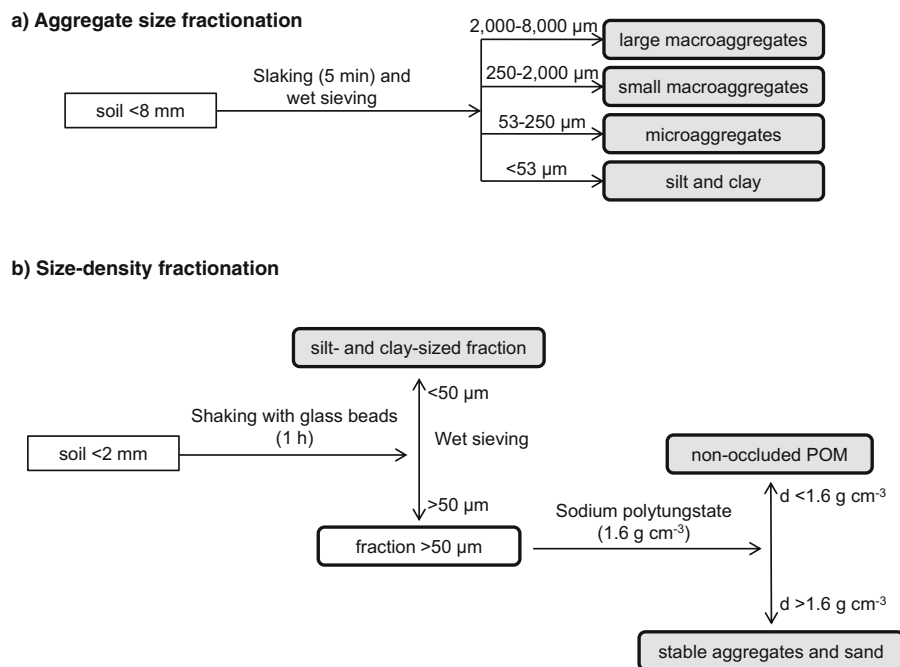 a) Aggregate size fractionation
soil <8 mm
Slaking (5 min) and
wet sieving
2,000-8,000 µm
large macroaggregates
250-2,000 µm
small macroaggregates
53-250 µm
microaggregates
<53 µm
silt and clay
b) Size-density fractionation
silt- and clay-sized fraction
<50 µm
Shaking with glass beads
(1 h)
Wet sieving
soil <2 mm
>50 µm
fraction >50 µm
Sodium polytungstate
(1.6 g cm⁻³)
non-occluded POM
d <1.6 g cm⁻³
d >1.6 g cm⁻³
stable aggregates and sand